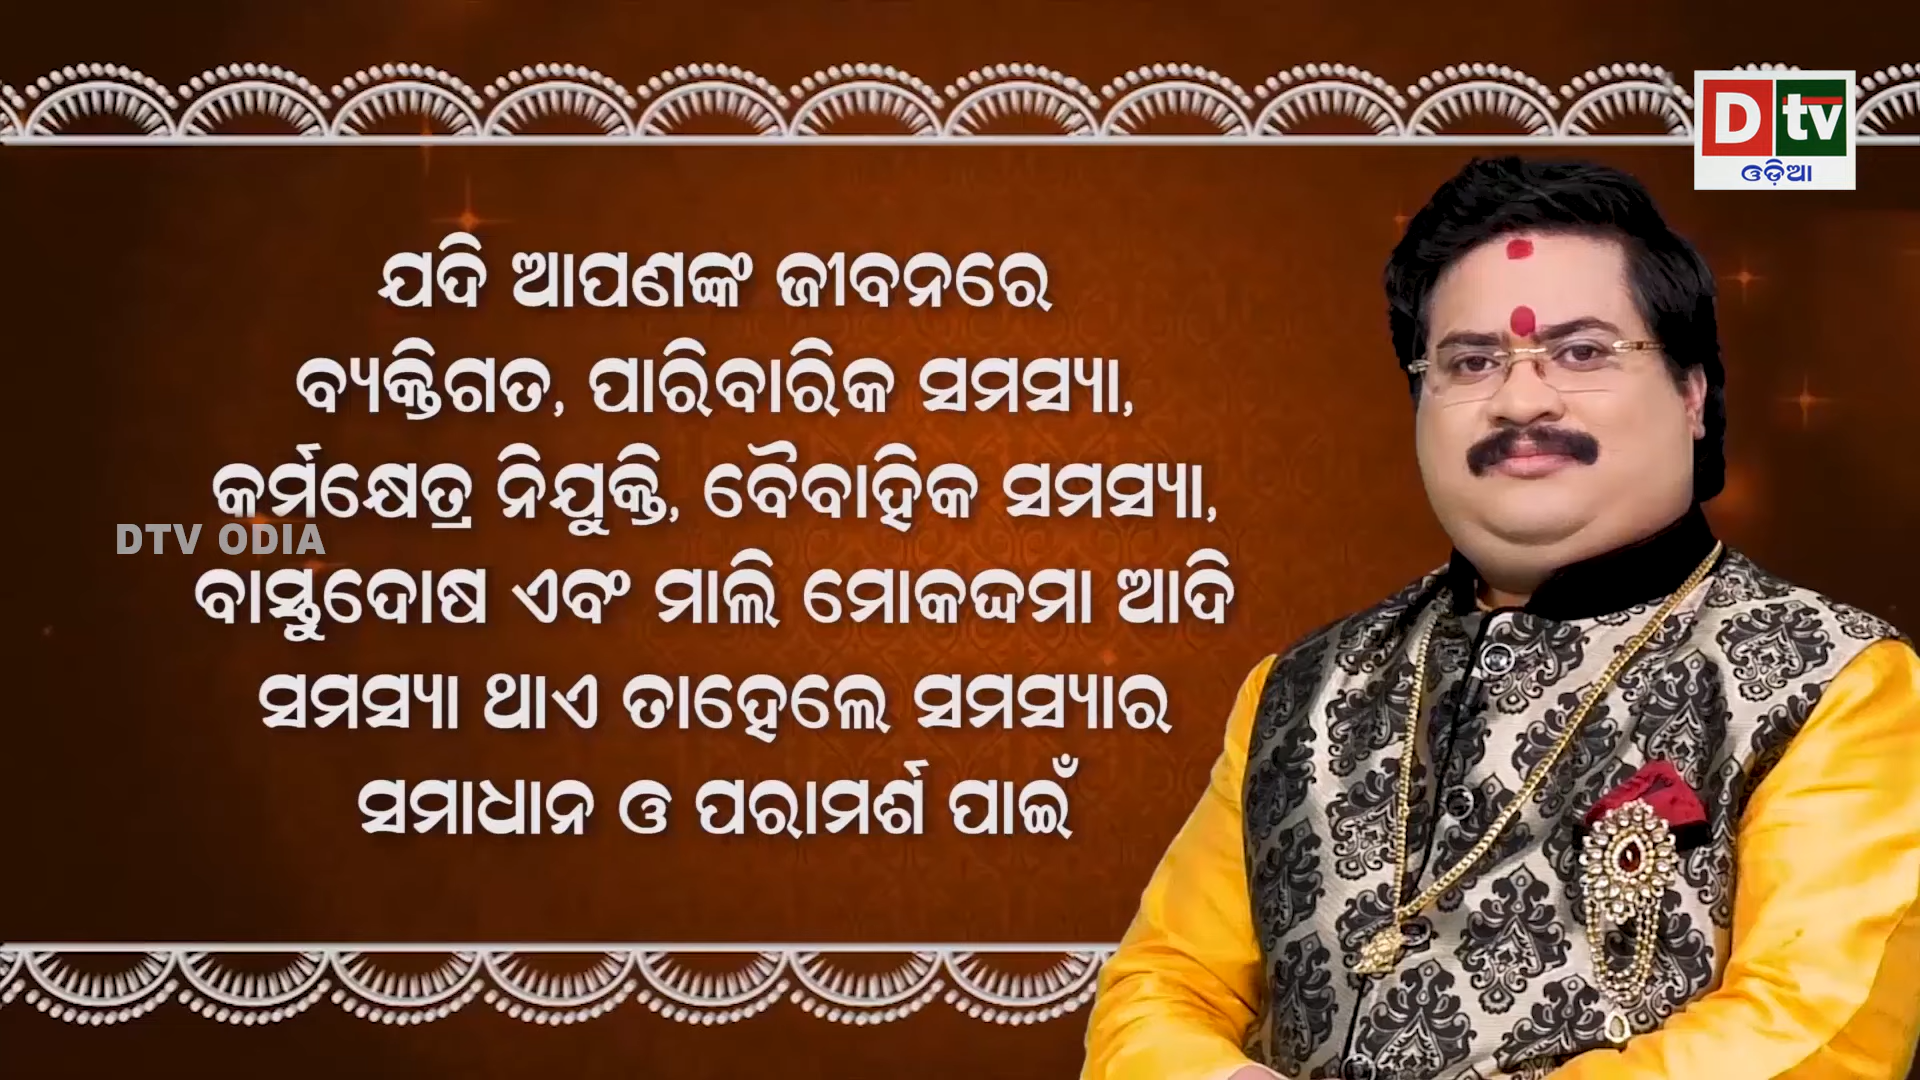 D tv
ଓଡ଼ିଆ
ଯଦି ଆପଣଙ୍କ ଜୀବନରେ
ବ୍ୟକ୍ତିଗତ, ପାରିବାରିକ ସମସ୍ୟା,
କର୍ମକ୍ଷେତ୍ର ନିଯୁକ୍ତି, ବୈବାହିକ ସମସ୍ୟା,
DTV ODIA
ବାସ୍ତୁଦୋଷ ଏବଂ ମାଲି ମୋକଦ୍ଦମା ଆଦି
ସମସ୍ୟା ଥାଏ ତାହେଲେ ସମସ୍ୟାର
ସମାଧାନ ଓ ପରାମର୍ଶ ପାଇଁ